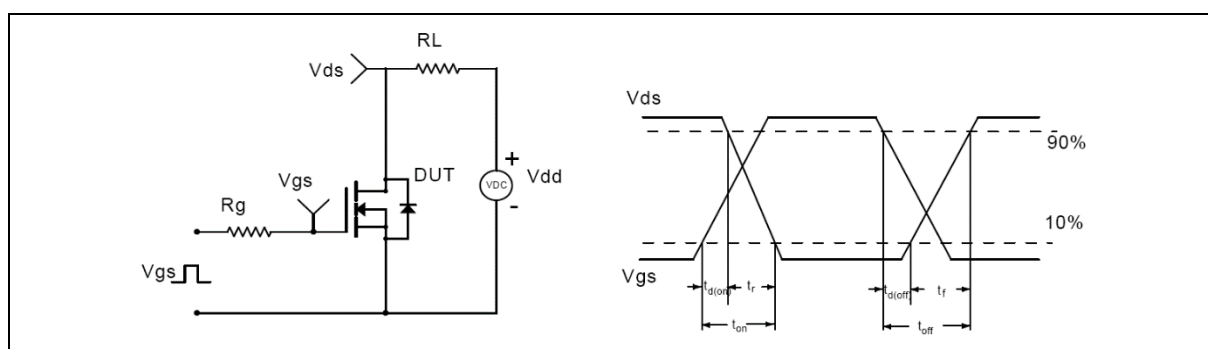 RL
Vds
Vgs
DUT
+
VDC
Vdd
-
Rg
Vgs
Vds
90%
10%
Vgs
td(on)
tr
td(off)
tf
ton
toff